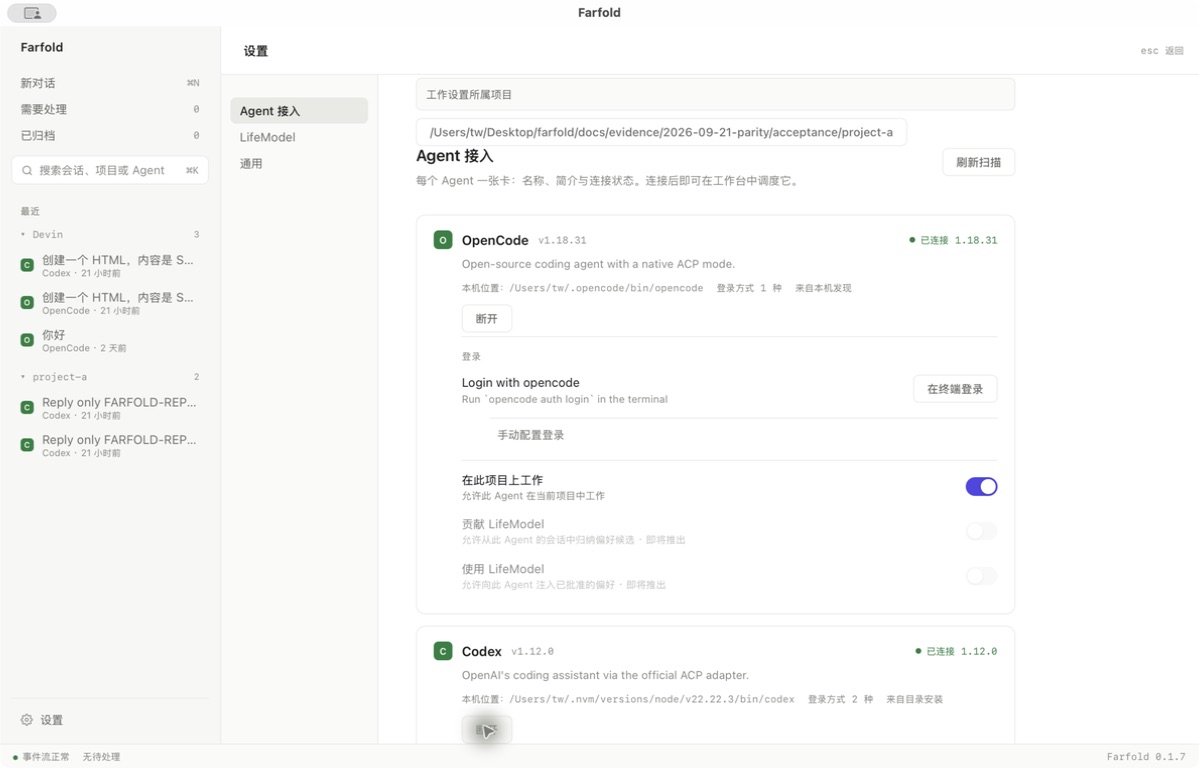 Farfold
Farfold
新对话 ⌘N
需要处理 0
已归档 0
搜索会话、项目或 Agent ⌘K
最近
Devin 3
C 创建一个 HTML，内容是 S...
Codex · 21 小时前
O 创建一个 HTML，内容是 S...
OpenCode · 21 小时前
O 你好
OpenCode · 2 天前
project-a 2
C Reply only FARFOLD-REP...
Codex · 21 小时前
C Reply only FARFOLD-REP...
Codex · 21 小时前
设置
设置
esc 返回
Agent 接入
LifeModel
通用
工作设置所属项目
/Users/tw/Desktop/farfold/docs/evidence/2026-09-21-parity/acceptance/project-a
Agent 接入
每个 Agent 一张卡：名称、简介与连接状态。连接后即可在工作台中调度它。
刷新扫描
O OpenCode v1.18.31 已连接 1.18.31
Open-source coding agent with a native ACP mode.
本机位置：/Users/tw/.opencode/bin/opencode 登录方式 1 种 来自本机发现
断开
登录
Login with opencode
Run `opencode auth login` in the terminal
在终端登录
手动配置登录
在此项目上工作
允许此 Agent 在当前项目中工作
贡献 LifeModel
允许从此 Agent 的会话中归纳偏好候选 · 即将推出
使用 LifeModel
允许向此 Agent 注入已批准的偏好 · 即将推出
C Codex v1.12.0 已连接 1.12.0
OpenAI's coding assistant via the official ACP adapter.
本机位置：/Users/tw/.nvm/versions/node/v22.22.3/bin/codex 登录方式 2 种 来自目录安装
事件流正常 无待处理
Farfold 0.1.7